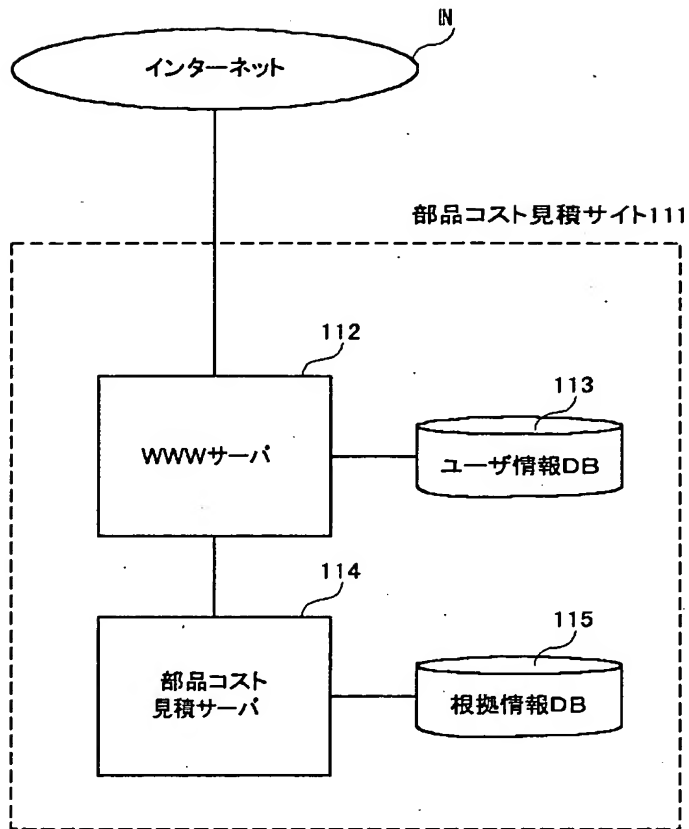 IN
インターネット
部品コスト見積サイト111
112
WWWサーバ
113
ユーザ情報DB
114
部品コスト
見積サーバ
115
根拠情報DB